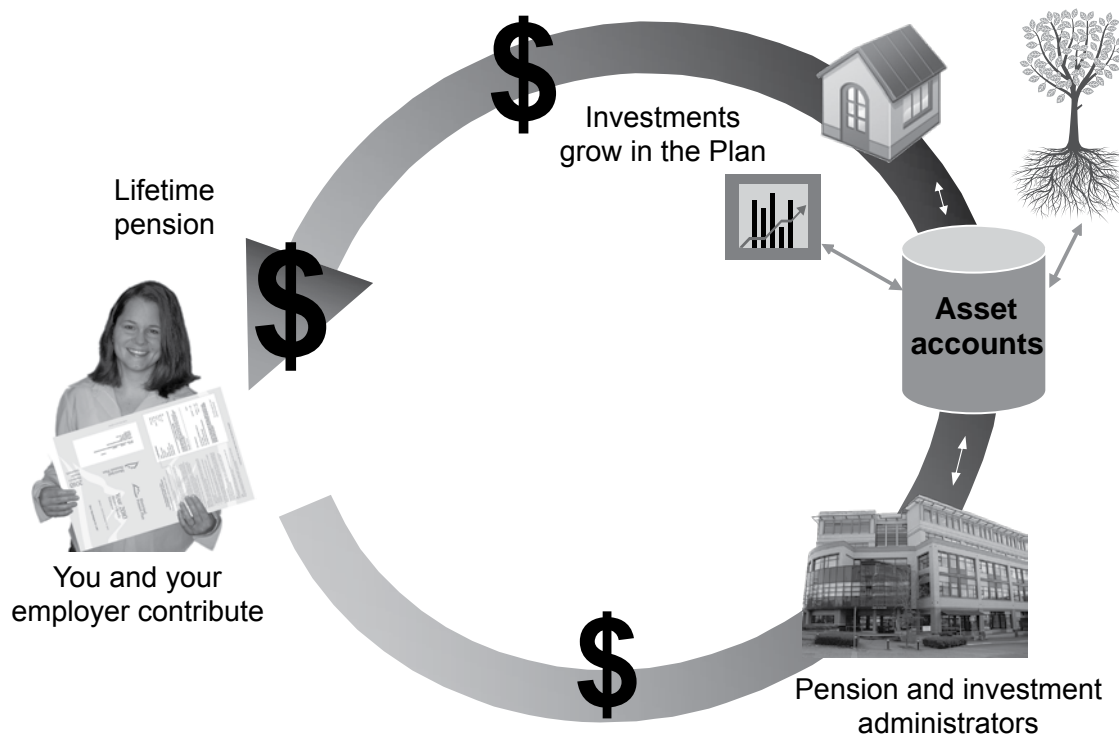 $
Investments
grow in the Plan
Lifetime
pension
$
Asset
accounts
You and your
employer contribute
$
Pension and investment
administrators